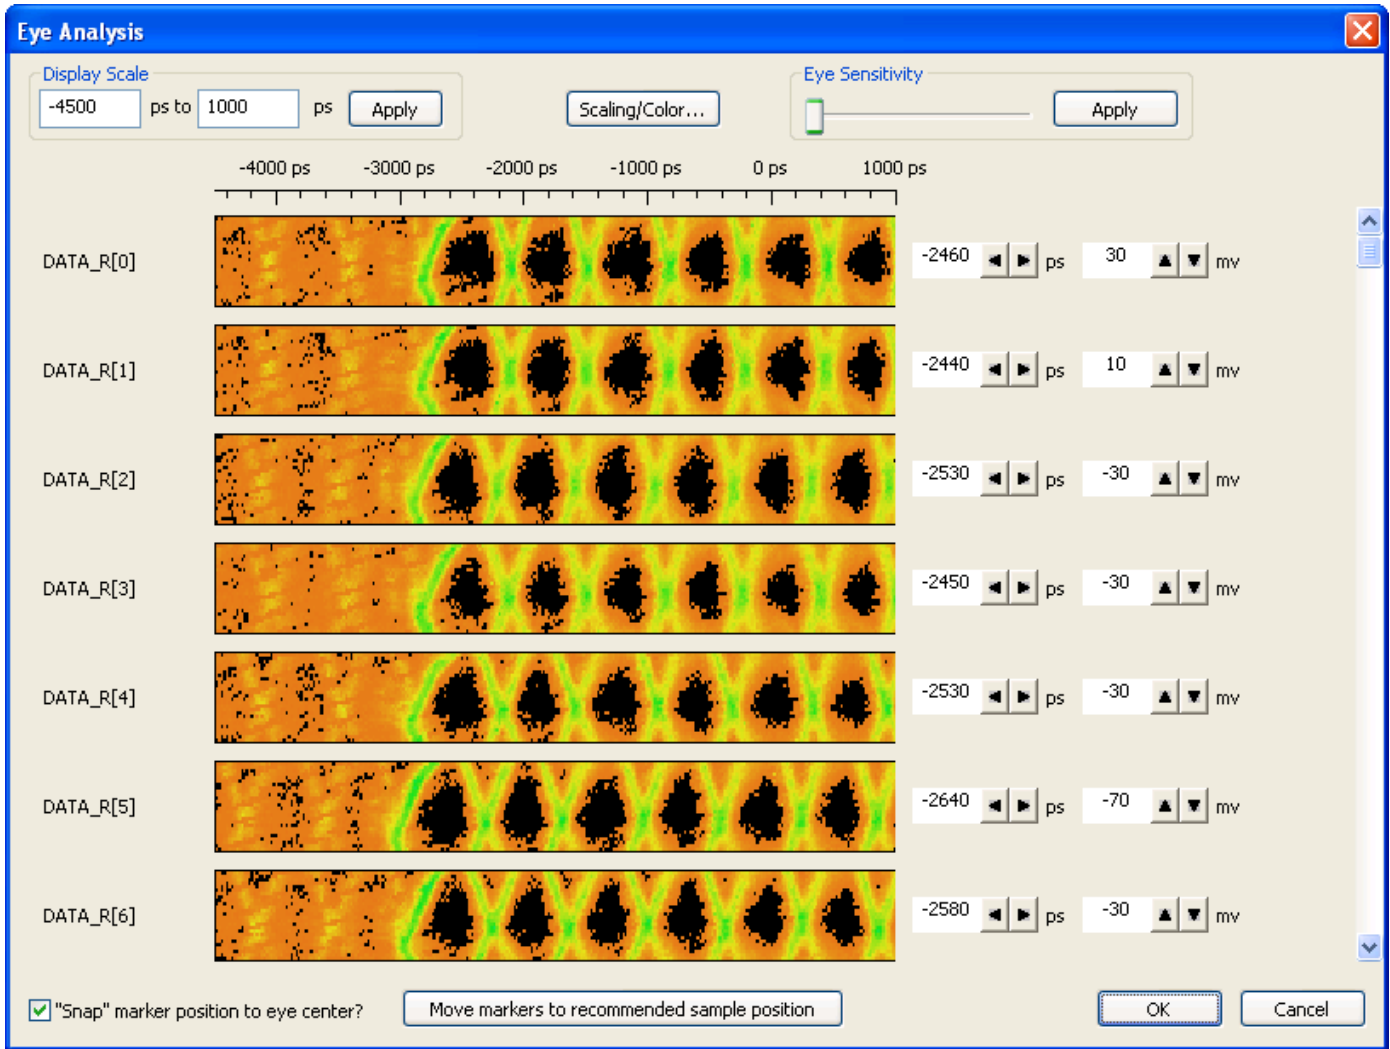 Eye Analysis
Display Scale
-4500 ps to 1000 ps Apply
Scaling/Color...
Eye Sensitivity
Apply
-4000 ps -3000 ps -2000 ps -1000 ps 0 ps 1000 ps
DATA_R[0] -2460 ps 30 mv
DATA_R[1] -2440 ps 10 mv
DATA_R[2] -2530 ps -30 mv
DATA_R[3] -2450 ps -30 mv
DATA_R[4] -2530 ps -30 mv
DATA_R[5] -2640 ps -70 mv
DATA_R[6] -2580 ps -30 mv
"Snap" marker position to eye center? Move markers to recommended sample position OK Cancel